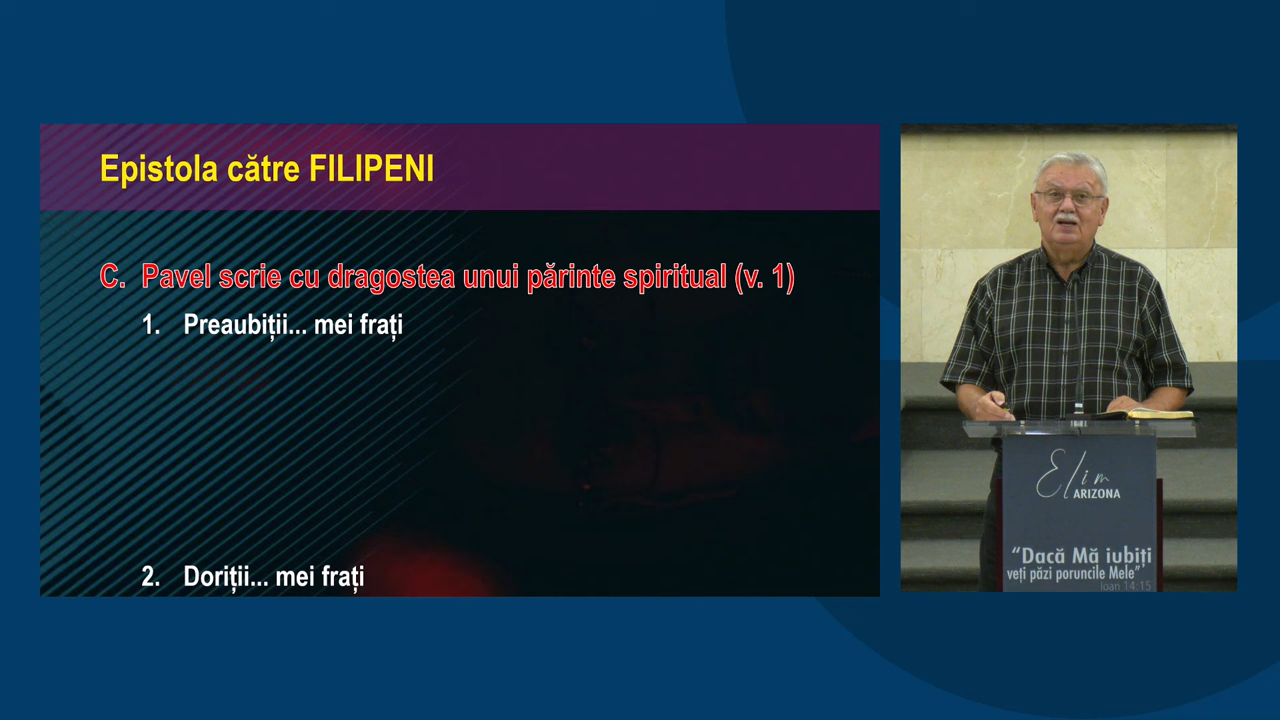 Epistola către FILIPENI
C. Pavel scrie cu dragostea unui părinte spiritual (v. 1)
1. Preaubiții... mei frați
2. Doriții... mei frați
Elim
ARIZONA
“Dacă Mă iubiți
veți păzi poruncile Mele”
Ioan 14:15